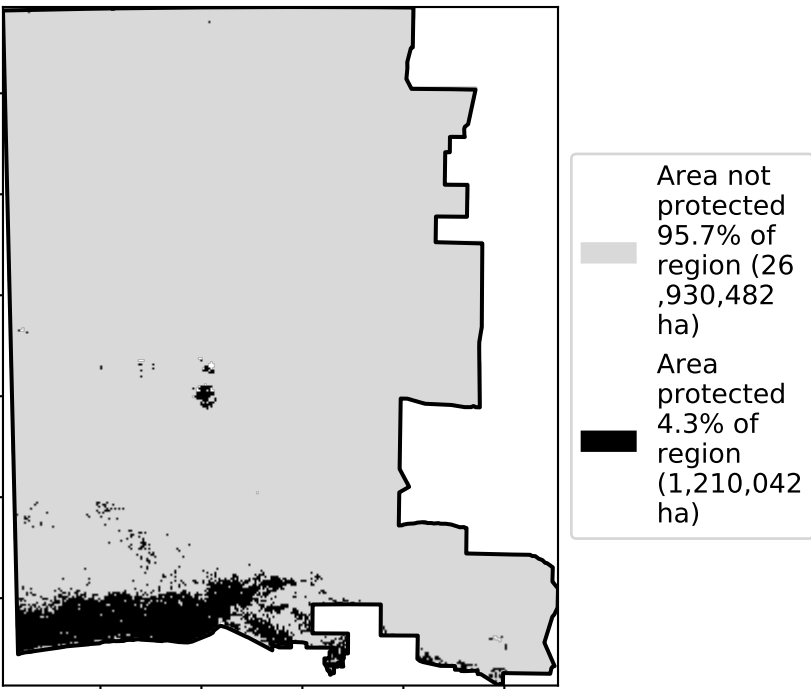 Area not
protected
95.7% of
region (26
,930,482
ha)
Area
protected
4.3% of
region
(1,210,042
ha)